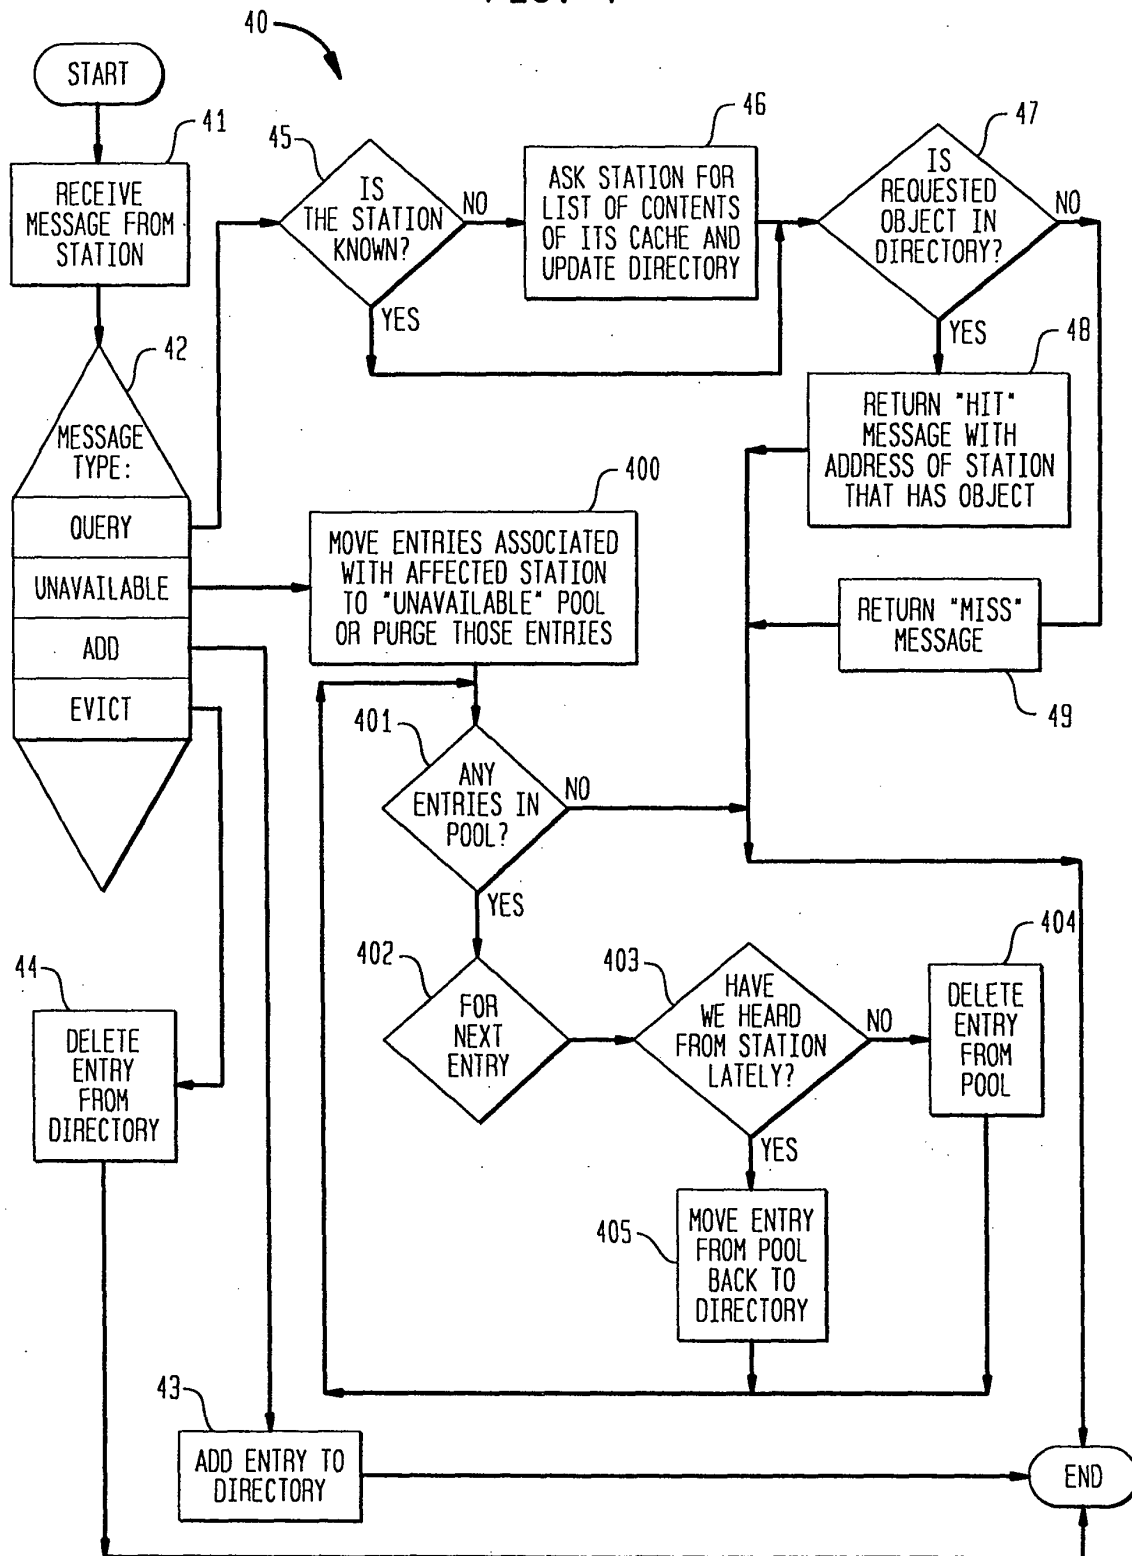 40
START
41
RECEIVE
MESSAGE FROM
STATION
42
MESSAGE
TYPE:
QUERY
UNAVAILABLE
ADD
EVICT
45
IS
THE STATION
KNOWN?
NO
YES
46
ASK STATION FOR
LIST OF CONTENTS
OF ITS CACHE AND
UPDATE DIRECTORY
47
IS
REQUESTED
OBJECT IN
DIRECTORY?
NO
YES
48
RETURN "HIT"
MESSAGE WITH
ADDRESS OF STATION
THAT HAS OBJECT
RETURN "MISS"
MESSAGE
49
400
MOVE ENTRIES ASSOCIATED
WITH AFFECTED STATION
TO "UNAVAILABLE" POOL
OR PURGE THOSE ENTRIES
401
ANY
ENTRIES IN
POOL?
NO
YES
402
FOR
NEXT
ENTRY
403
HAVE
WE HEARD
FROM STATION
LATELY?
NO
YES
404
DELETE
ENTRY
FROM
POOL
405
MOVE ENTRY
FROM POOL
BACK TO
DIRECTORY
44
DELETE
ENTRY
FROM
DIRECTORY
43
ADD ENTRY TO
DIRECTORY
END